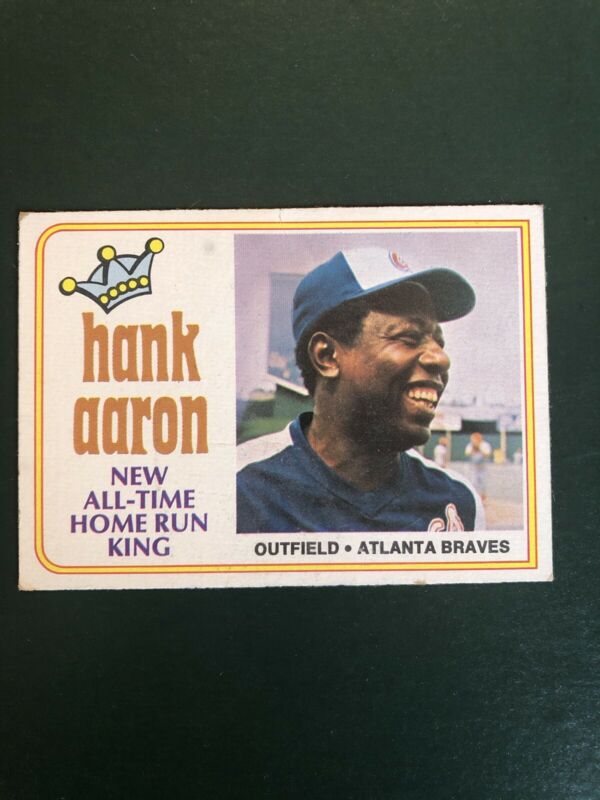 hank
aaron
NEW
ALL-TIME
HOME RUN
KING
OUTFIELD • ATLANTA BRAVES